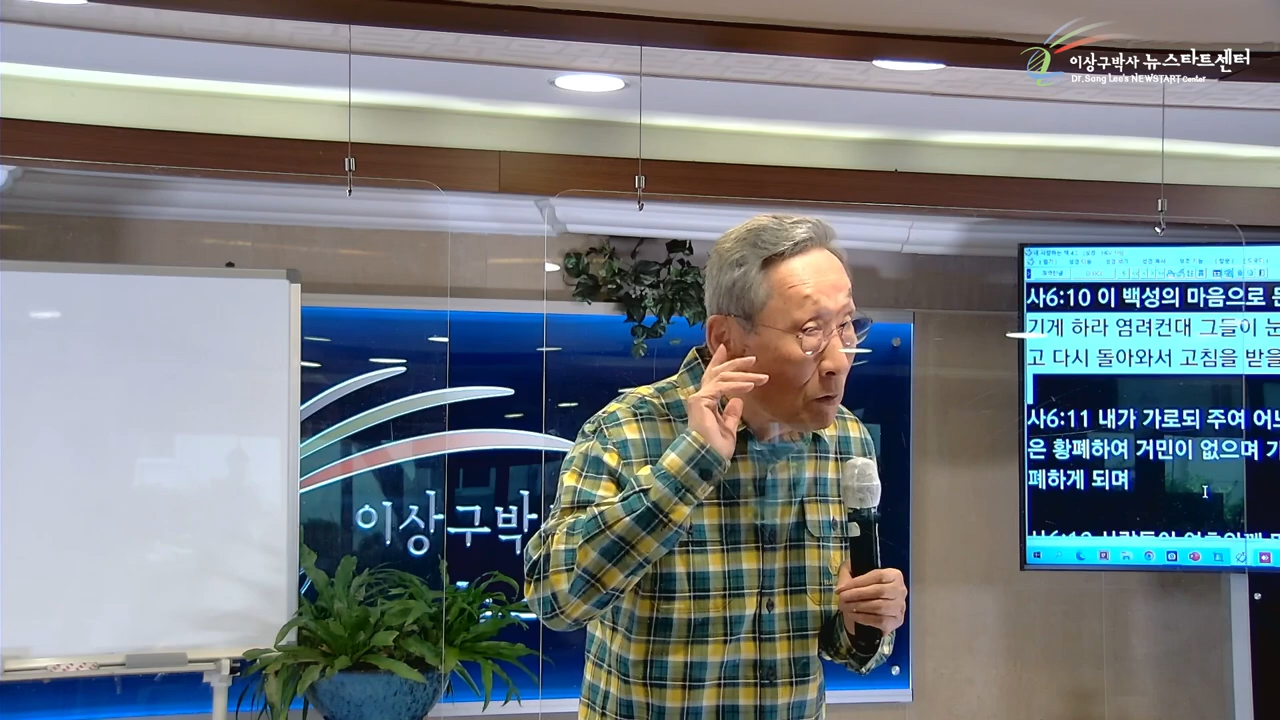 이상구박사 뉴스타트센터
Dr. Sang Lee's NEWSTART Center
이상구박
사6:10 이 백성의 마음으로 둔
기게 하라 염려컨대 그들이 눈
고 다시 돌아와서 고침을 받을
사6:11 내가 가로되 주여 어느
은 황폐하여 거민이 없으며 가
폐하게 되며